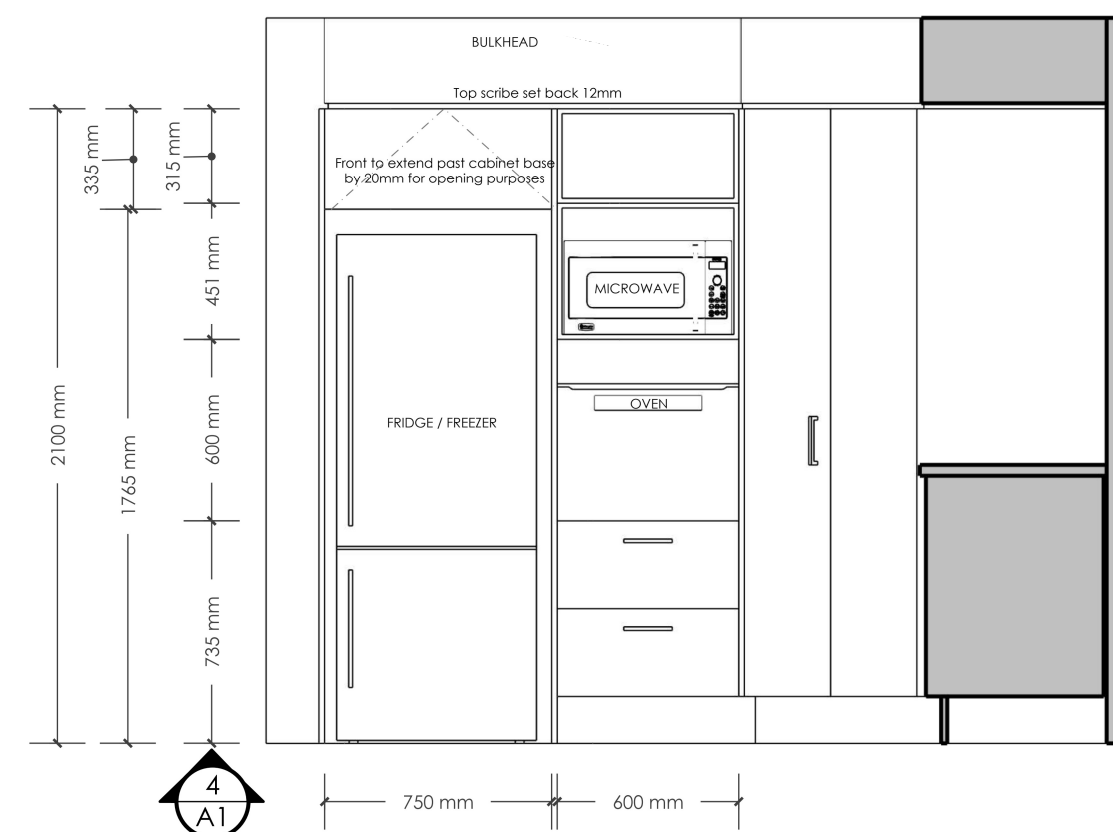 BULKHEAD
Top scribe set back 12mm
Front to extend past cabinet base
by 20mm for opening purposes
335 mm
315 mm
451 mm
MICROWAVE
OVEN
FRIDGE / FREEZER
2100 mm
1765 mm
600 mm
735 mm
4
A1
750 mm
600 mm